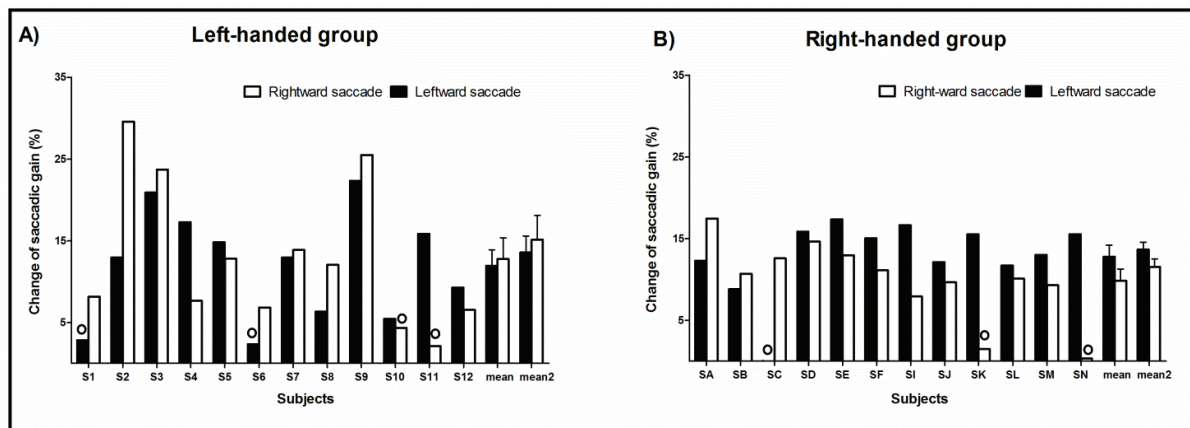 A)
Left-handed group
Rightward saccade
Leftward saccade
Change of saccadic gain (%)
35
25
15
5
S1 S2 S3 S4 S5 S6 S7 S8 S9 S10 S11 S12 mean mean2
Subjects
B)
Right-handed group
Right-ward saccade
Leftward saccade
Change of saccadic gain (%)
35
25
15
5
SA SB SC SD SE SF SI SJ SK SL SM SN mean mean2
Subjects